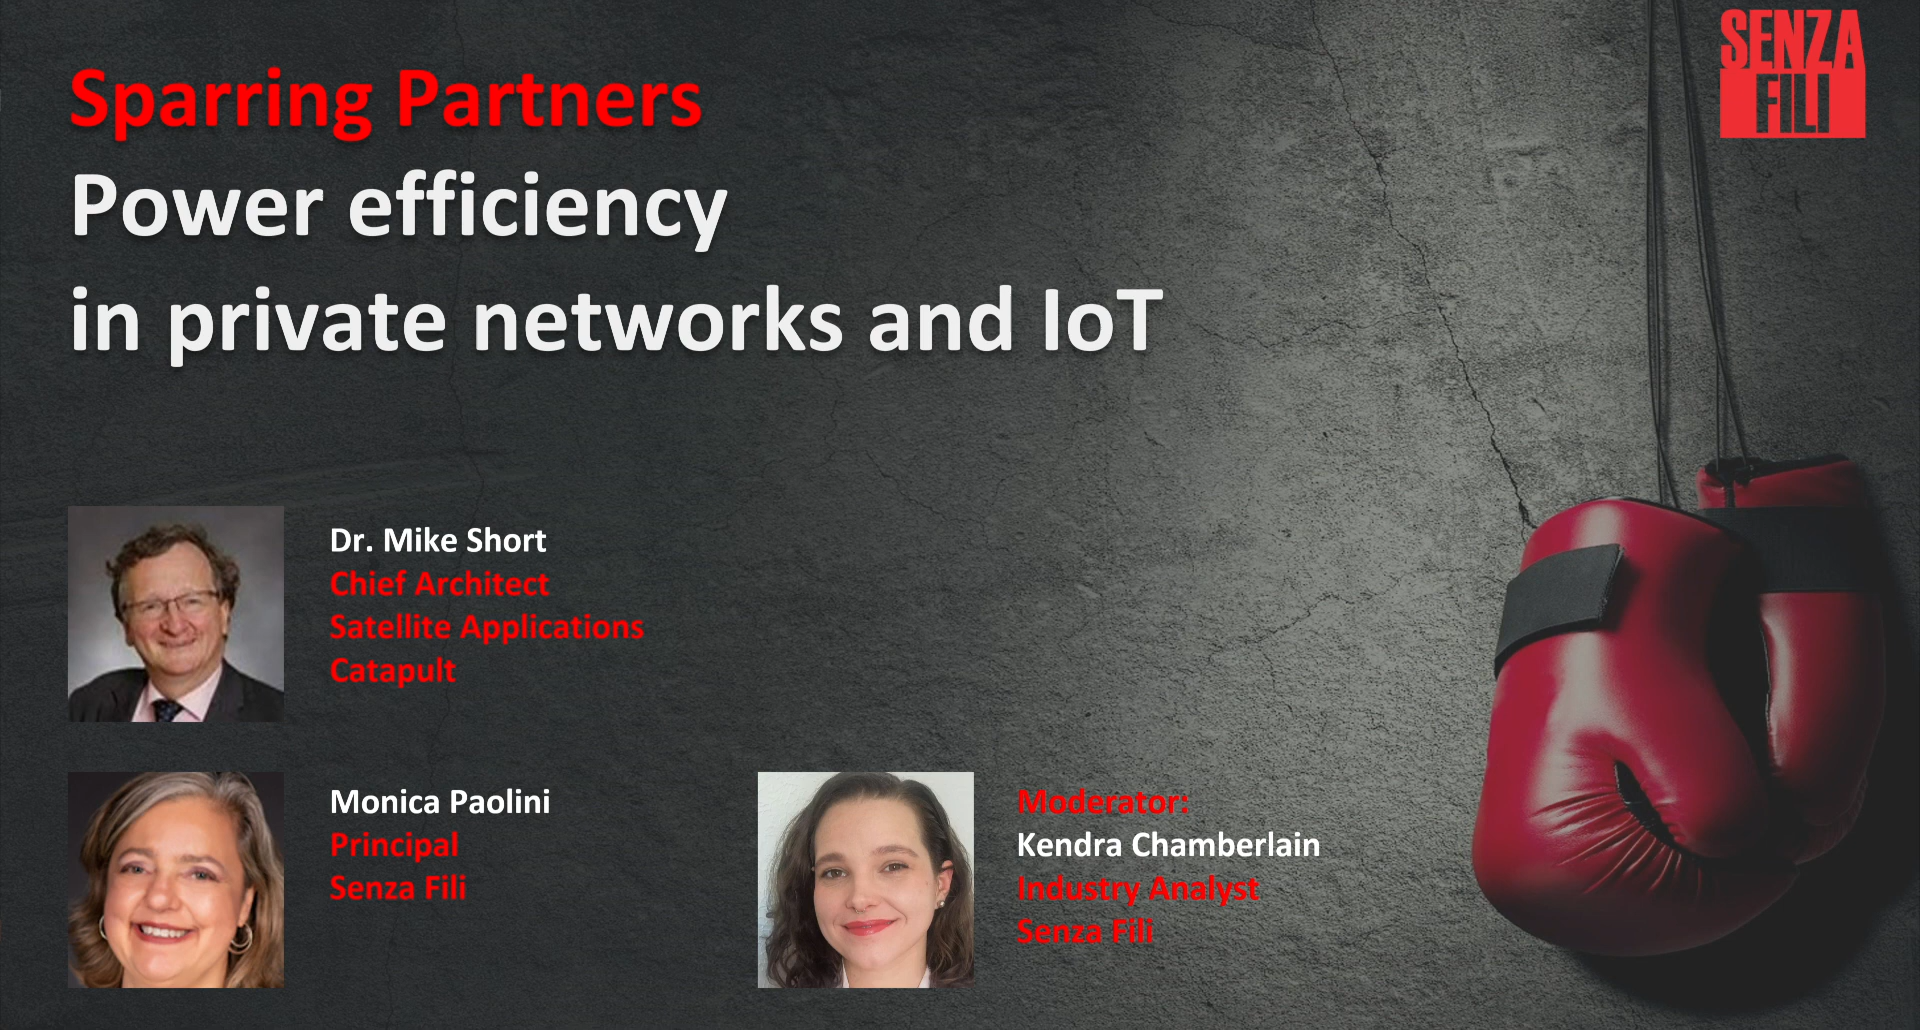 SENZA
FILI
Sparring Partners
Power efficiency
in private networks and IoT
Dr. Mike Short
Chief Architect
Satellite Applications
Catapult
Monica Paolini
Principal
Senza Fili
Moderator:
Kendra Chamberlain
Industry Analyst
Senza Fili